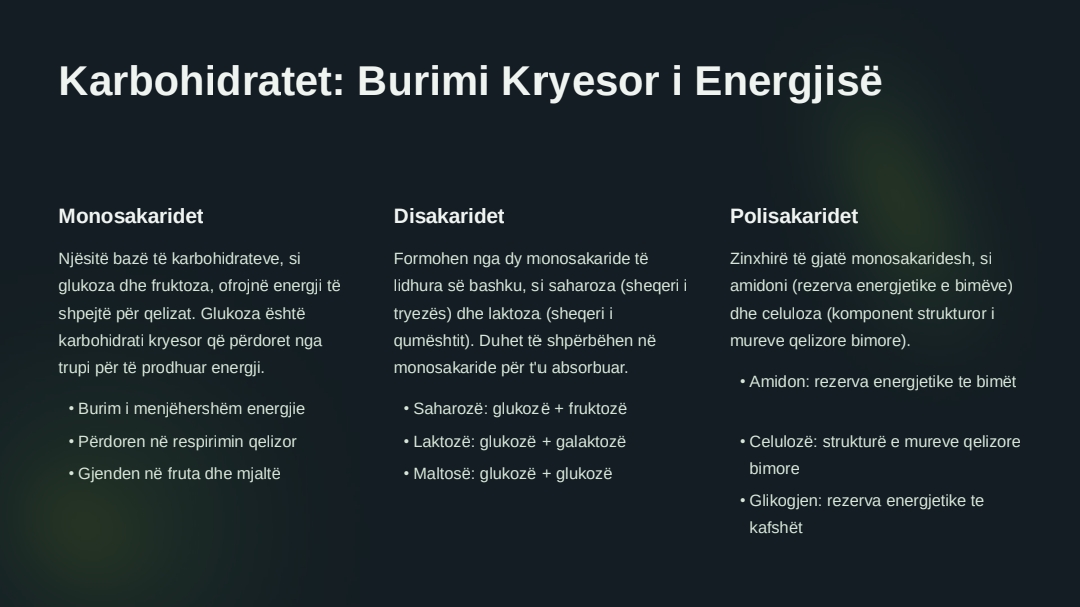 Karbohidratet: Burimi Kryesor i Energjisë
Monosakaridet
Njësitë bazë të karbohidrateve, si
glukoza dhe fruktoza, ofrojnë energji të
shpejtë për qelizat. Glukoza është
karbohidrati kryesor që përdoret nga
trupi për të prodhuar energji.
• Burim i menjëhershëm energjie
• Përdoren në respirimin qelizor
• Gjenden në fruta dhe mjaltë
Disakaridet
Formohen nga dy monosakaride të
lidhura së bashku, si saharoza (sheqeri i
tryezës) dhe laktoza (sheqeri i
qumështit). Duhet të shpërbëhen në
monosakaride për t'u absorbuar.
• Saharozë: glukozë + fruktozë
• Laktozë: glukozë + galaktozë
• Maltosë: glukozë + glukozë
Polisakaridet
Zinxhirë të gjatë monosakaridesh, si
amidoni (rezerva energjetike e bimëve)
dhe celuloza (komponent strukturor i
mureve qelizore bimore).
• Amidon: rezerva energjetike te bimët
• Celulozë: strukturë e mureve qelizore
bimore
• Glikogjen: rezerva energjetike te
kafshët